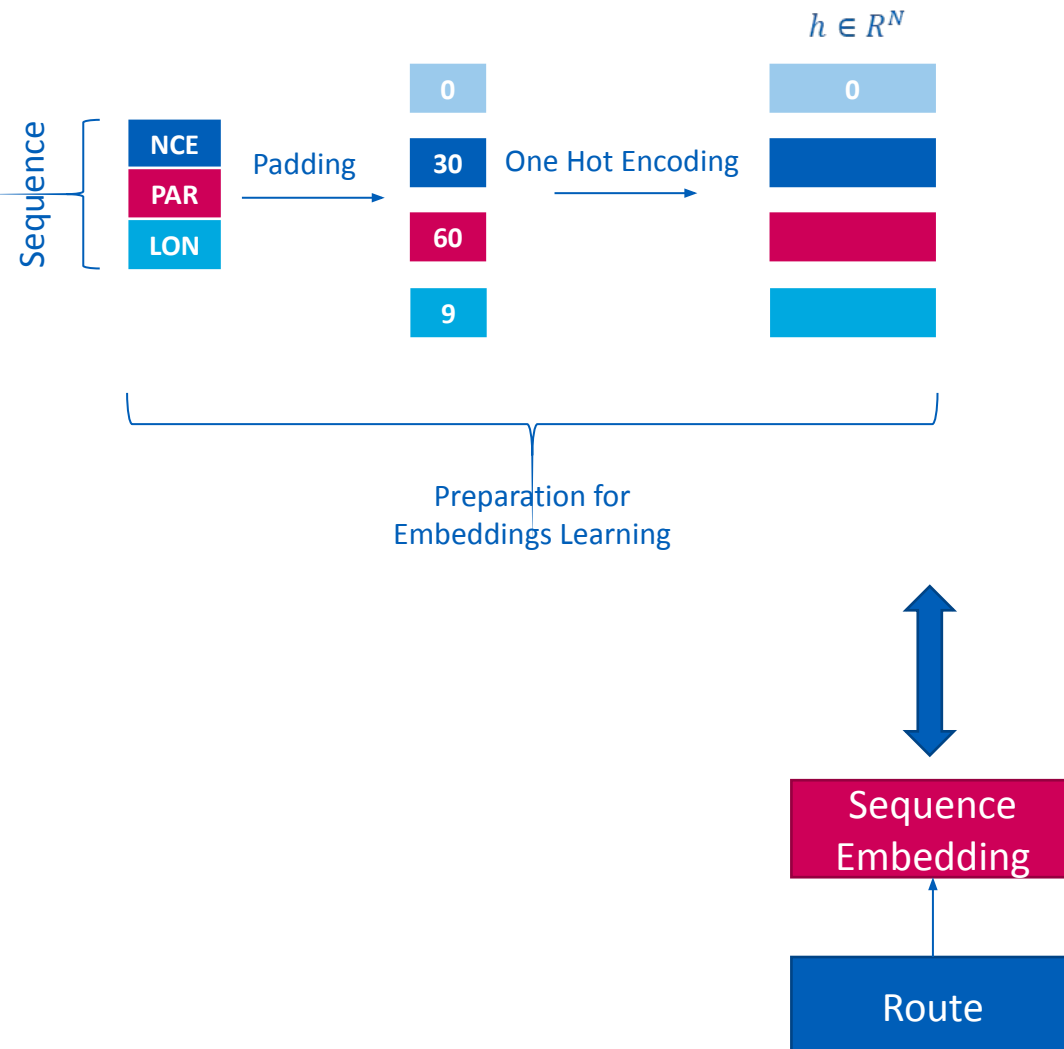 h ∈ R^N
Sequence
NCE
PAR
LON
Padding
0
30
60
9
One Hot Encoding
0
Preparation for
Embeddings Learning
Sequence
Embedding
Route